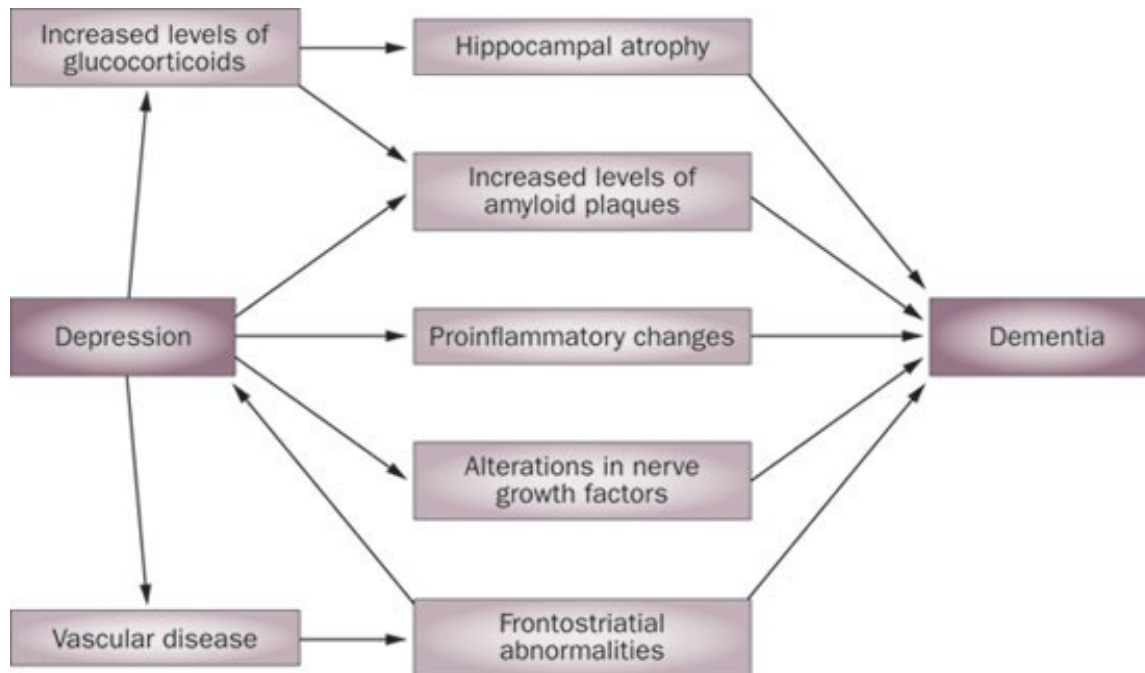 Increased levels of
glucocorticoids
Hippocampal atrophy
Increased levels of
amyloid plaques
Depression
Proinflammatory changes
Dementia
Alterations in nerve
growth factors
Vascular disease
Frontostriatial
abnormalities